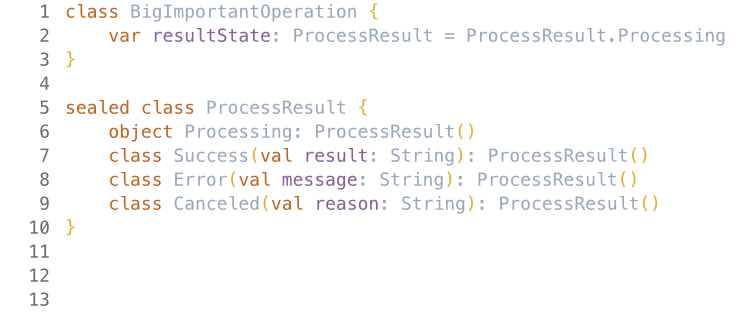 1 class BigImportantOperation {
2     var resultState: ProcessResult = ProcessResult.Processing
3 }
4
5 sealed class ProcessResult {
6     object Processing: ProcessResult()
7     class Success(val result: String): ProcessResult()
8     class Error(val message: String): ProcessResult()
9     class Canceled(val reason: String): ProcessResult()
10 }
11
12
13